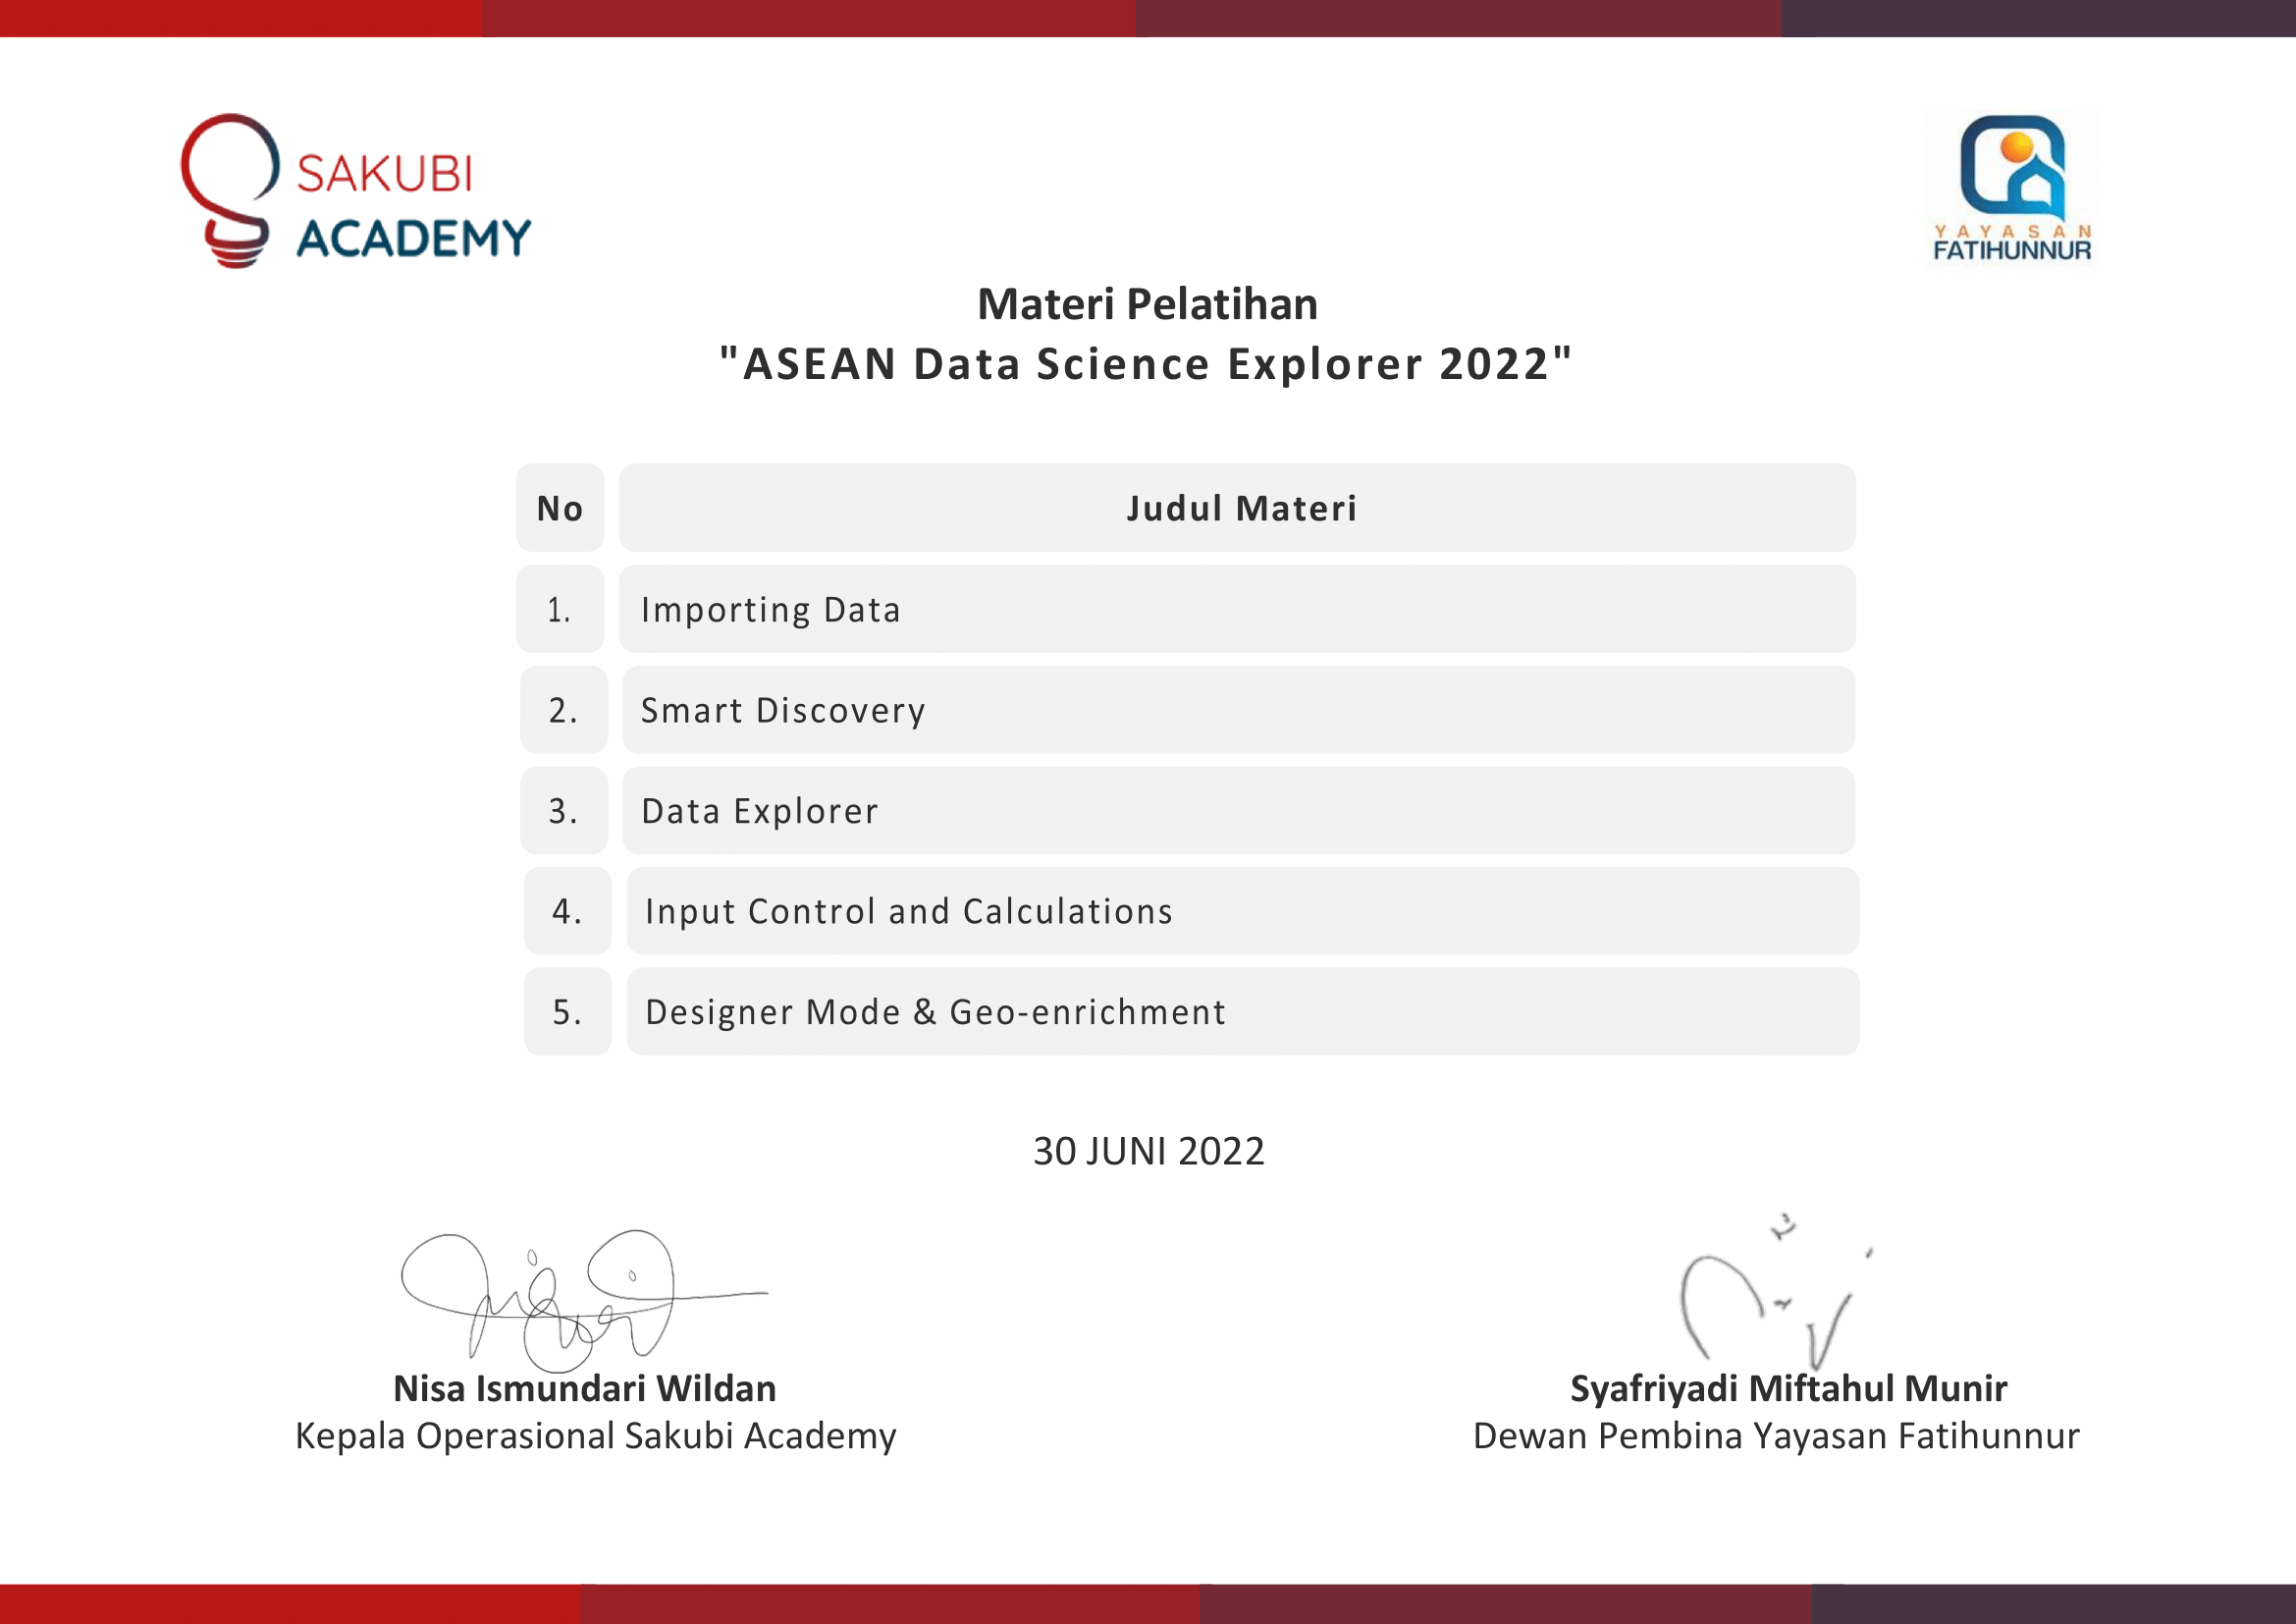 SAKUBI
ACADEMY
YAYASAN
FATIHUNNUR
Materi Pelatihan
"ASEAN Data Science Explorer 2022"
No Judul Materi
1. Importing Data
2. Smart Discovery
3. Data Explorer
4. Input Control and Calculations
5. Designer Mode & Geo-enrichment
30 JUNI 2022
Nisa Ismundari Wildan
Kepala Operasional Sakubi Academy
Syafriyadi Miftahul Munir
Dewan Pembina Yayasan Fatihunnur